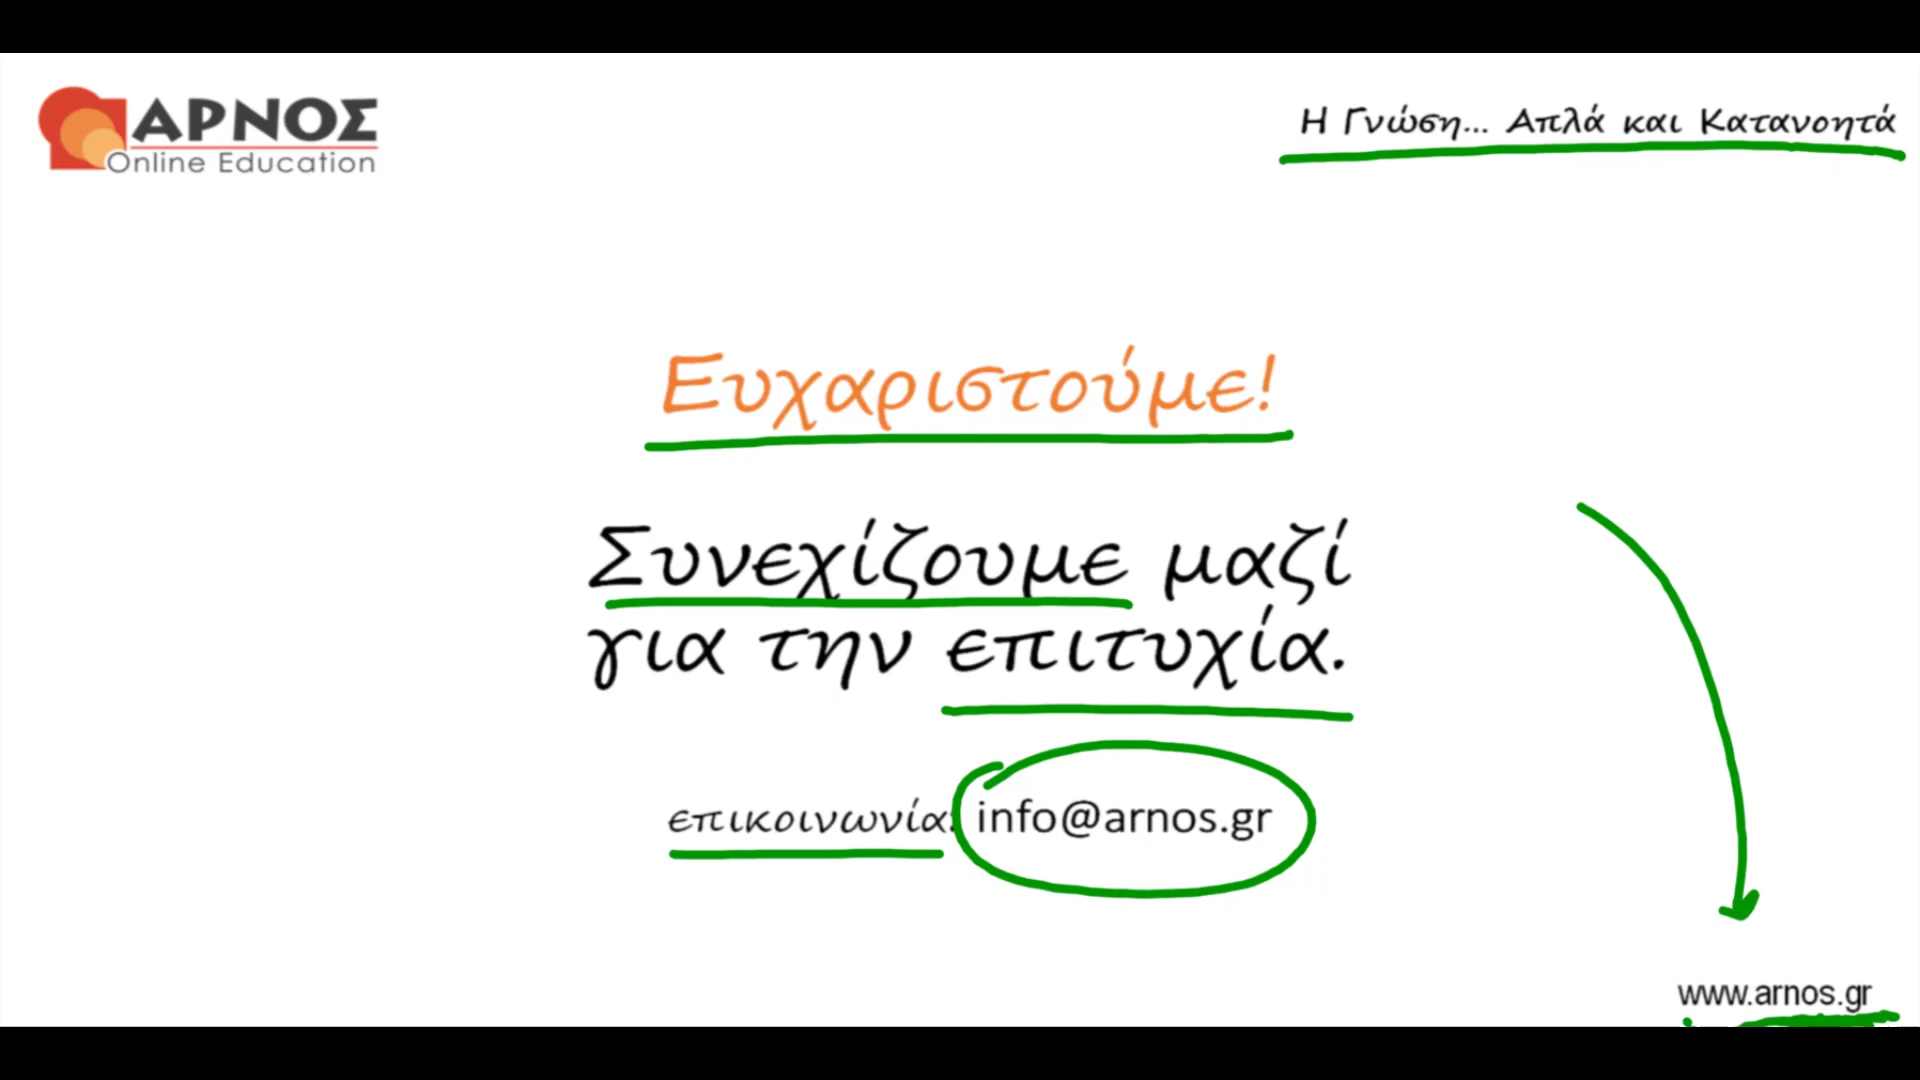 ΑΡΝΟΣ
Online Education
Η Γνώση... Απλά και Κατανοητά
Ευχαριστούμε!
Συνεχίζουμε μαζί
για την επιτυχία.
επικοινωνία: info@arnos.gr
www.arnos.gr